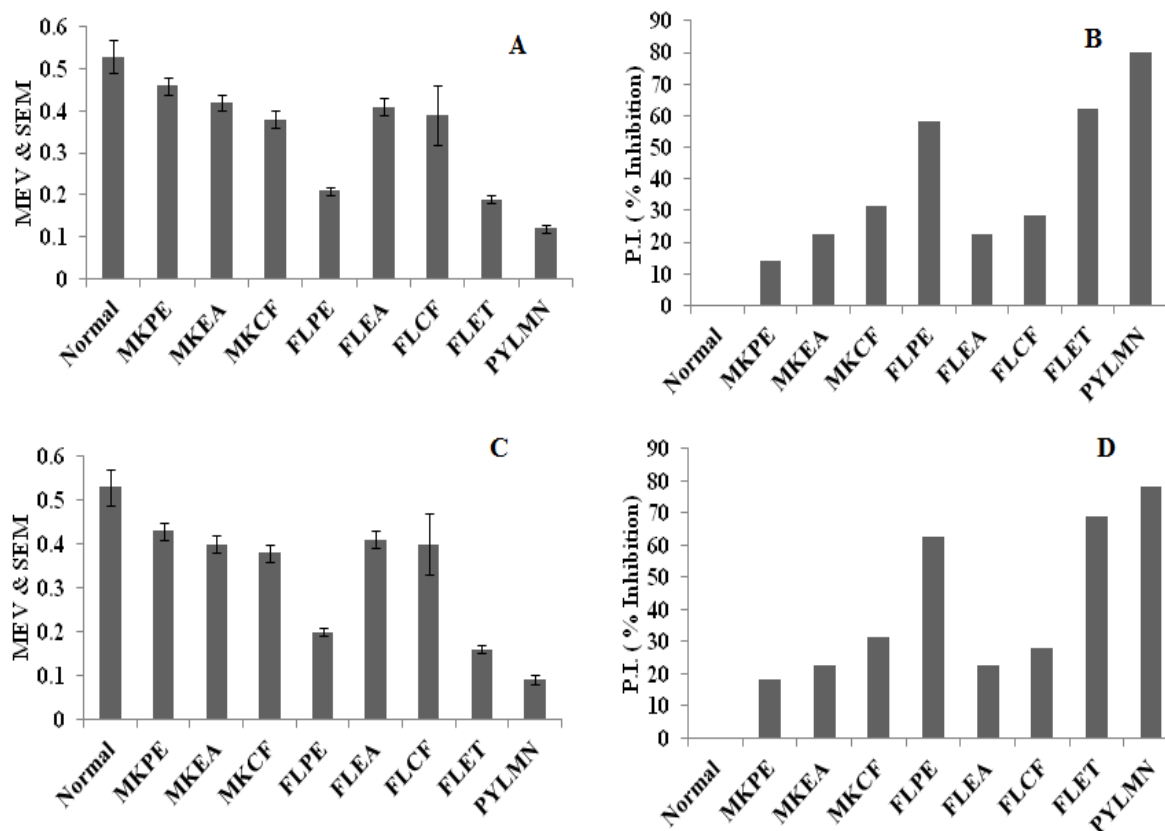 A
MEV & SEM
0.6
0.5
0.4
0.3
0.2
0.1
0
Normal
MKPE
MKEA
MKCF
FLPE
FLEA
FLCF
FLET
PYLMN
B
P.I. ( % Inhibition)
90
80
70
60
50
40
30
20
10
0
Normal
MKPE
MKEA
MKCF
FLPE
FLEA
FLCF
FLET
PYLMN
C
MEV & SEM
0.6
0.5
0.4
0.3
0.2
0.1
0
Normal
MKPE
MKEA
MKCF
FLPE
FLEA
FLCF
FLET
PYLMN
D
P.I. ( % Inhibition)
90
80
70
60
50
40
30
20
10
0
Normal
MKPE
MKEA
MKCF
FLPE
FLEA
FLCF
FLET
PYLMN